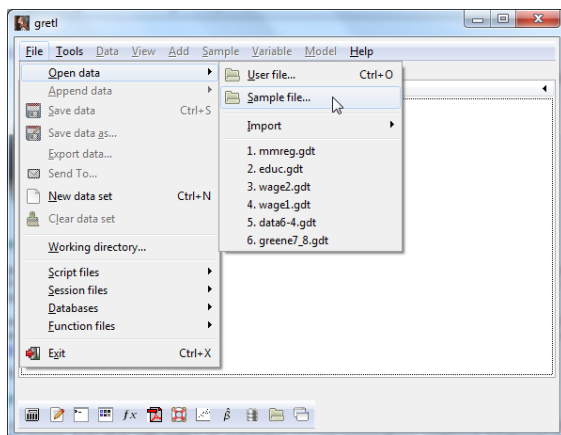 gretl
File Tools Data View Add Sample Variable Model Help
Open data
Append data
Save data Ctrl+S
Save data as...
Export data...
Send To...
New data set Ctrl+N
Clear data set
Working directory...
Script files
Session files
Databases
Function files
Exit Ctrl+X
User file... Ctrl+O
Sample file...
Import
1. mmreg.gdt
2. educ.gdt
3. wage2.gdt
4. wage1.gdt
5. data6-4.gdt
6. greene7_8.gdt
fx β̂